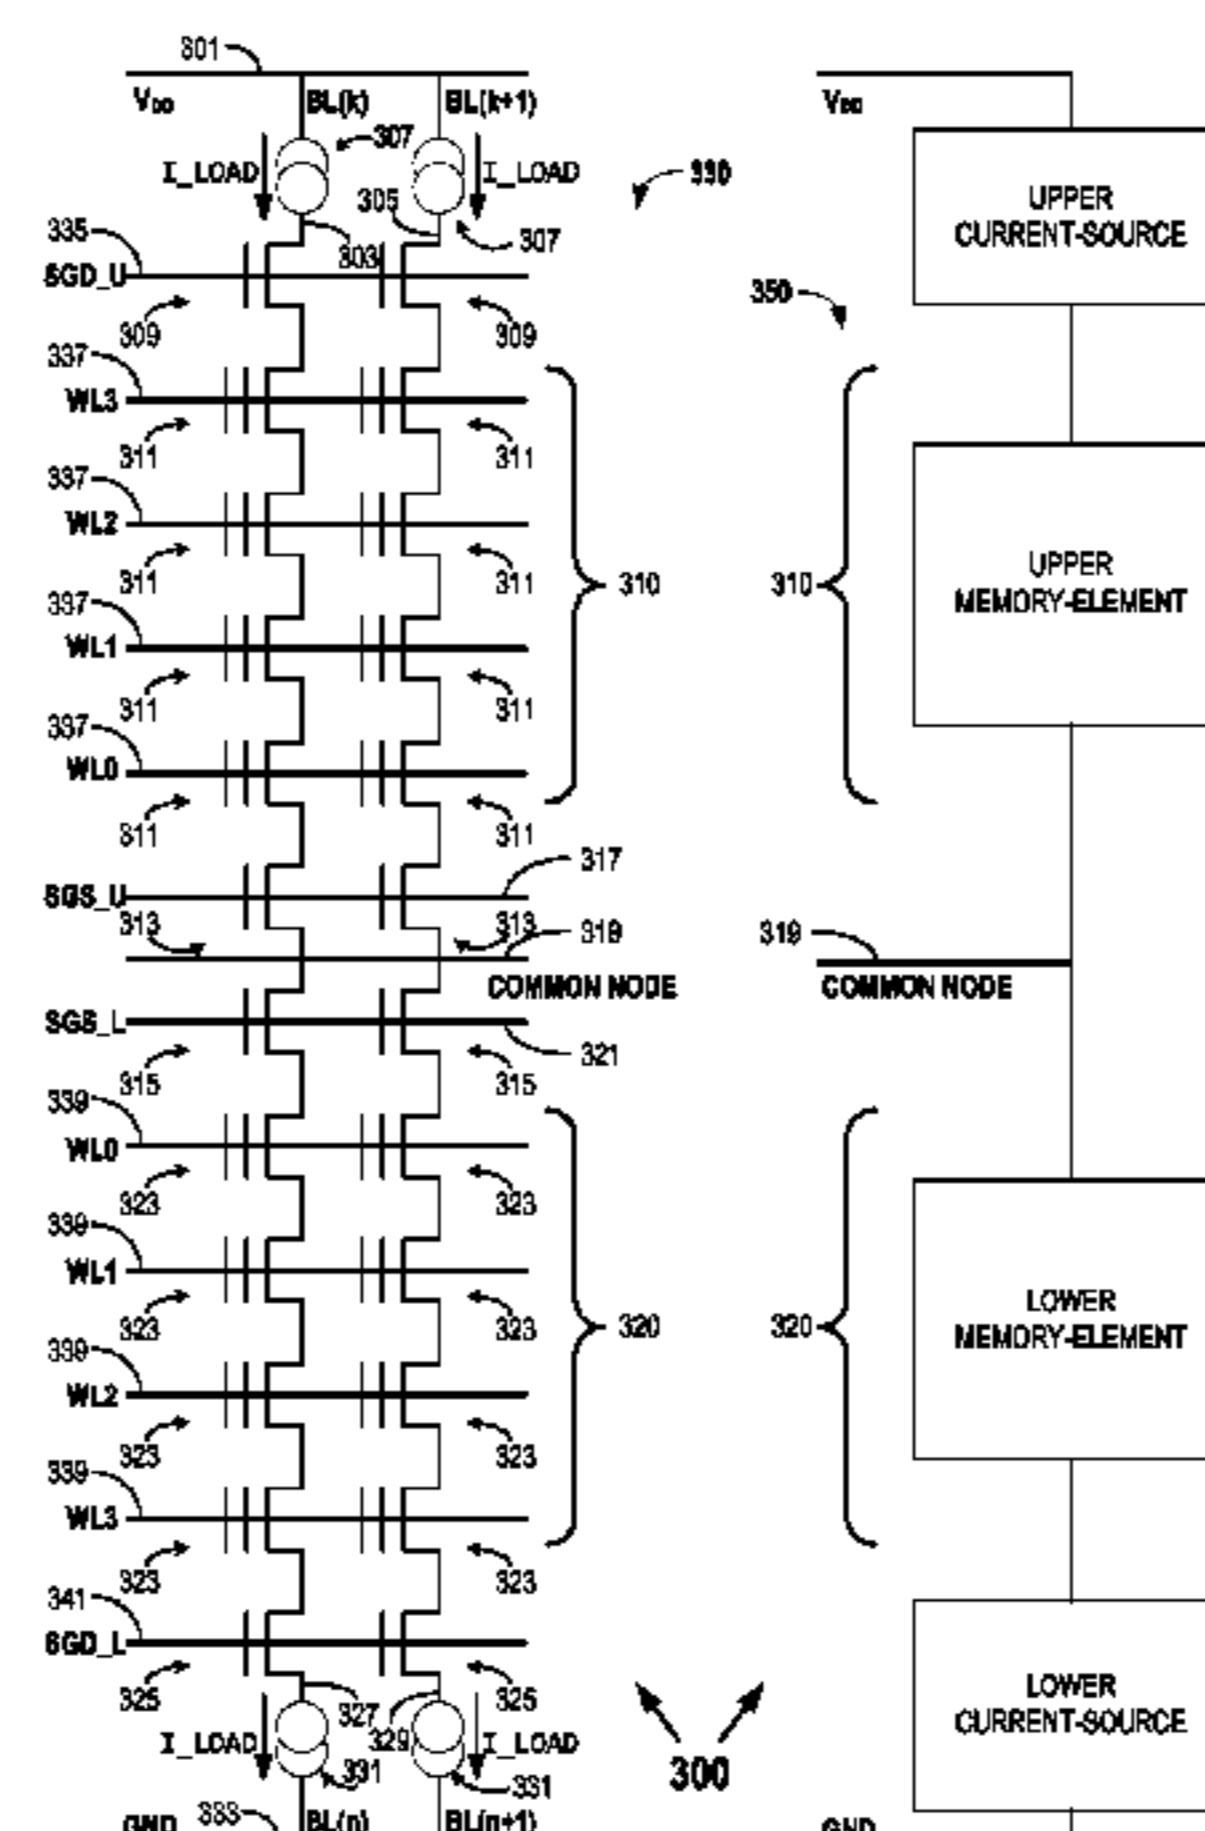 301
VDD BL(k) BL(k+1)
307
I_LOAD I_LOAD
305
335 303 307
SGD_U
309 309
337
WL3
311 311
337
WL2
311 311
337
WL1
311 311
337
WL0
311 311
317
SGS_U
313 313
319
COMMON NODE
SGS_L
321
315 315
339
WL0
323 323
339
WL1
323 323
339
WL2
323 323
339
WL3
323 323
341
SGD_L
325 325
327
329
I_LOAD I_LOAD
331 331
GND 333 BL(n) BL(n+1)
310
320
330
300
VDD
UPPER
CURRENT-SOURCE
350
310
UPPER
MEMORY-ELEMENT
319
COMMON NODE
320
LOWER
MEMORY-ELEMENT
LOWER
CURRENT-SOURCE
GND